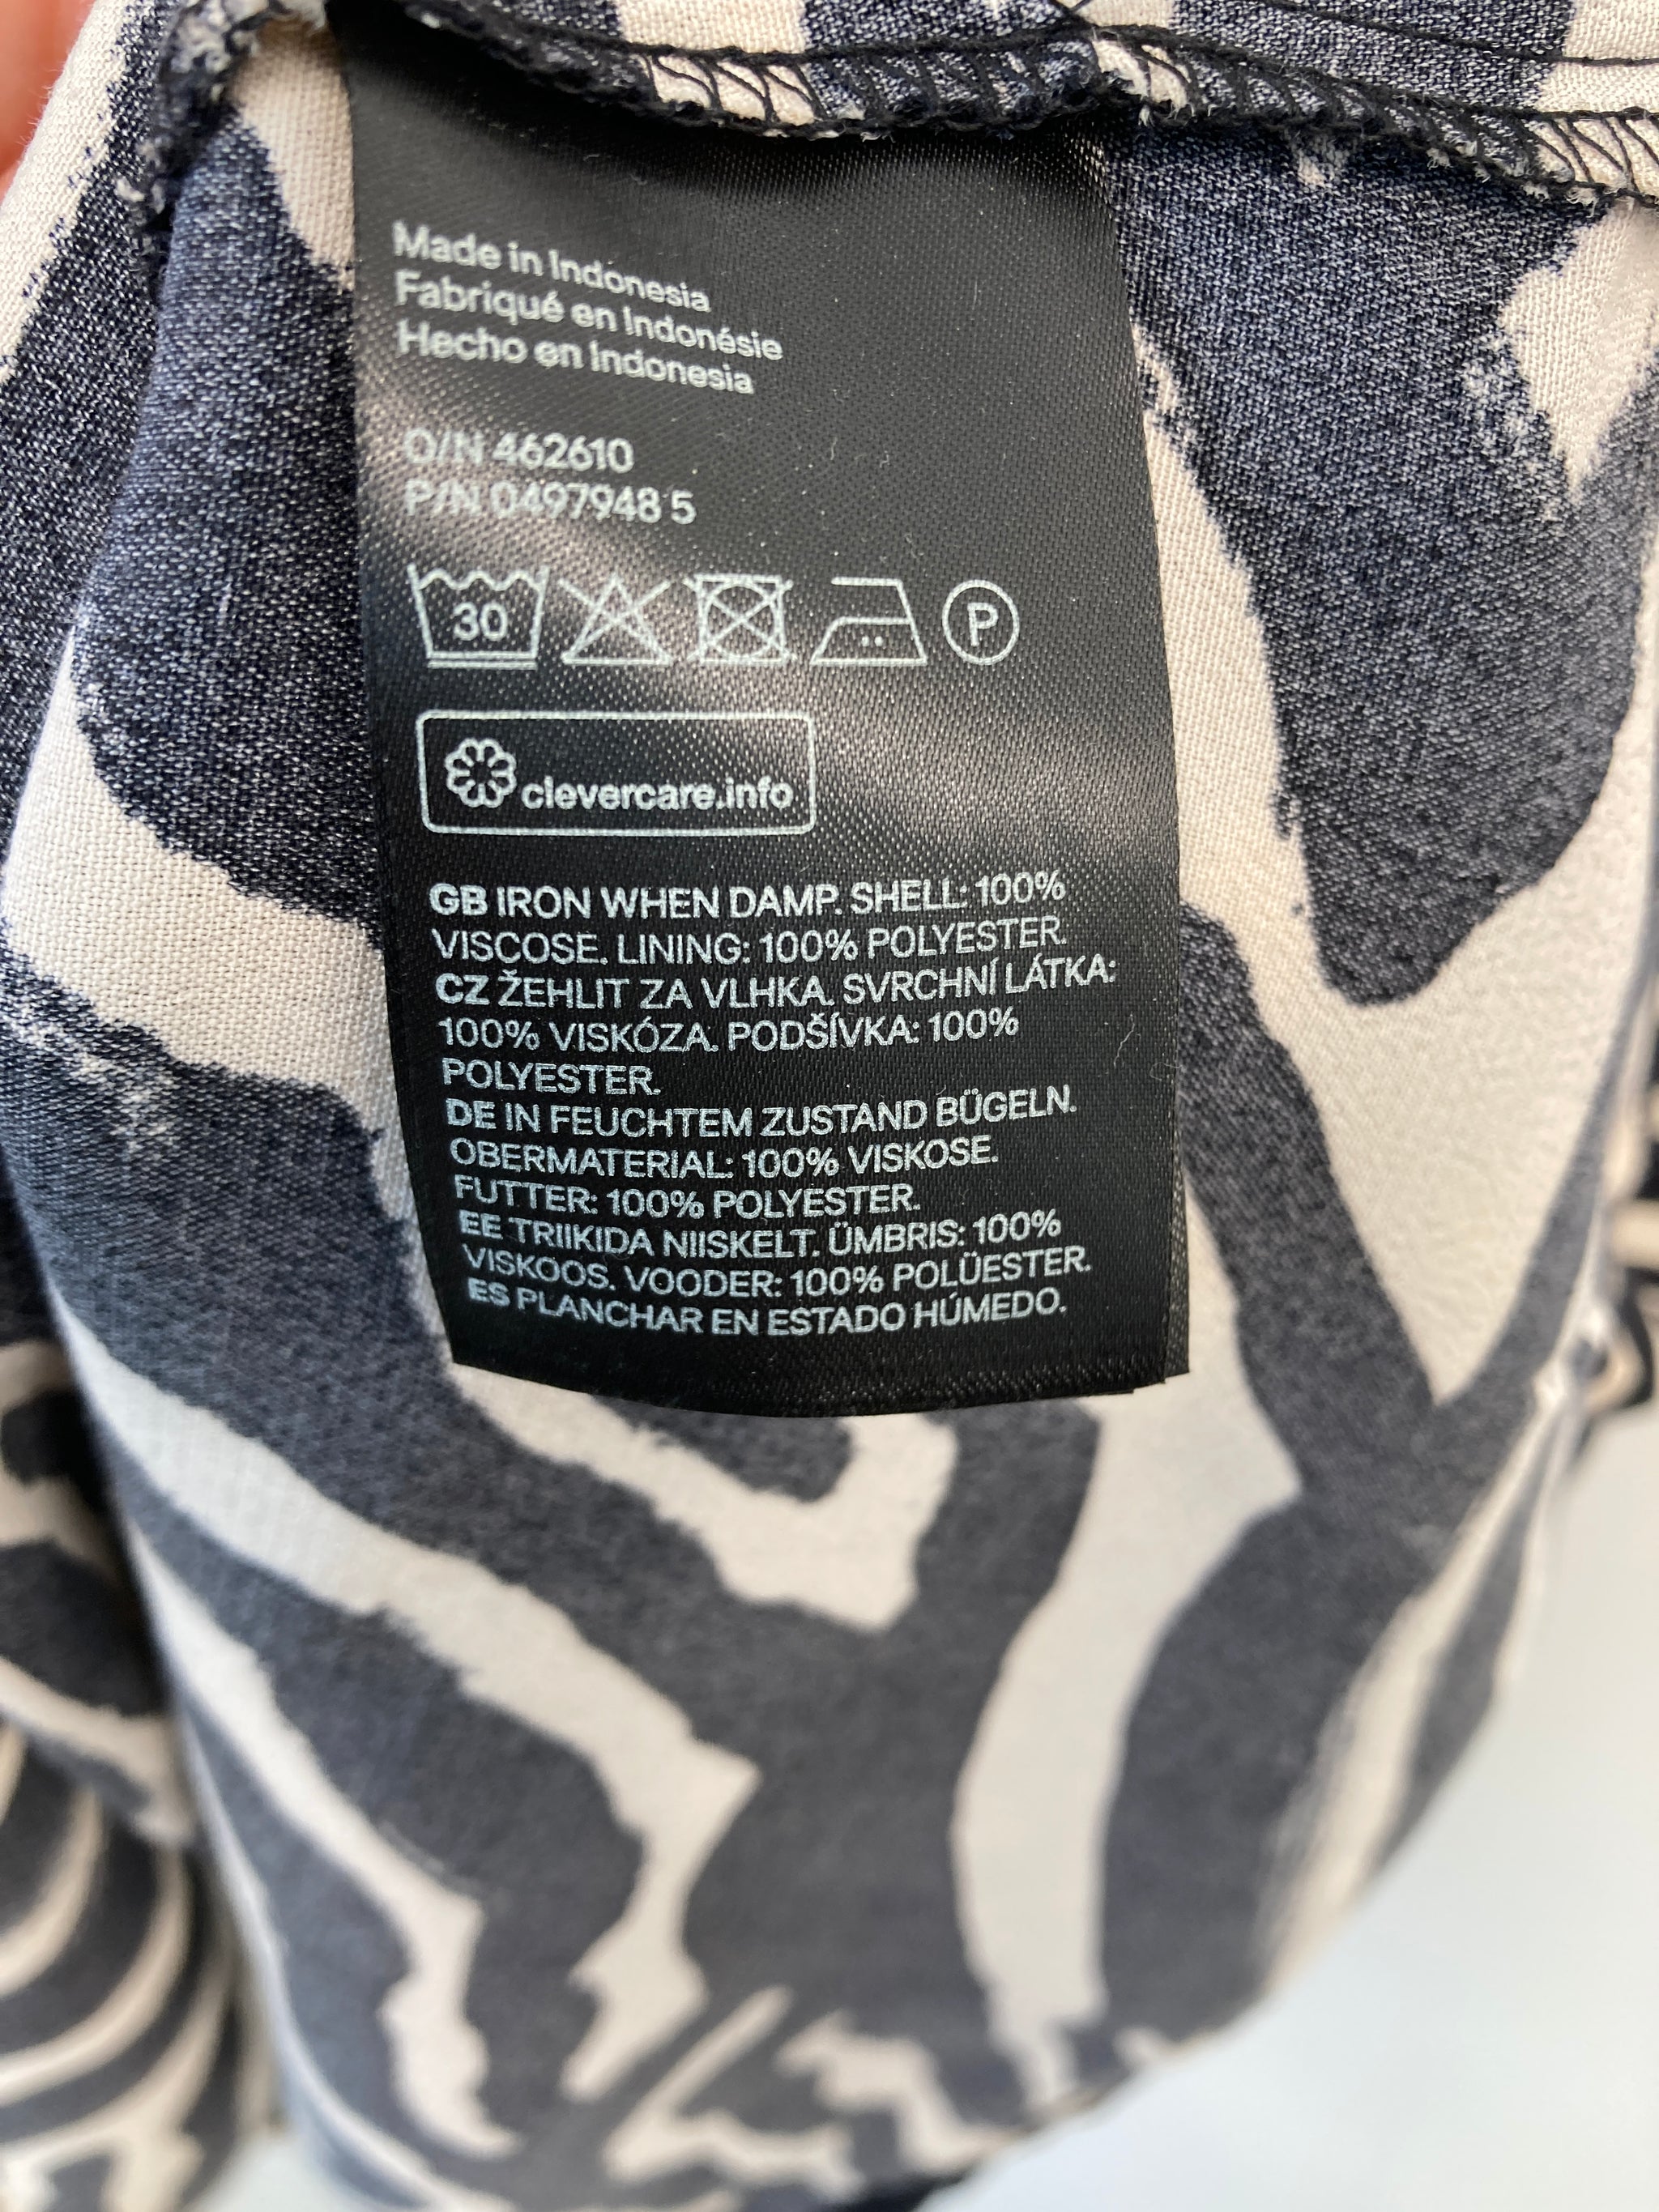 Made in Indonesia
Fabriqué en Indonésie
Hecho en Indonesia
O/N 462610
P/N 0497948 5
30
P
clevercare.info
GB IRON WHEN DAMP. SHELL: 100%
VISCOSE. LINING: 100% POLYESTER.
CZ ŽEHLIT ZA VLHKA. SVRCHNÍ LÁTKA:
100% VISKÓZA. PODŠÍVKA: 100%
POLYESTER.
DE IN FEUCHTEM ZUSTAND BÜGELN.
OBERMATERIAL: 100% VISKOSE.
FUTTER: 100% POLYESTER.
EE TRIIKIDA NIISKELT. ÜMBRIS: 100%
VISKOOS. VOODER: 100% POLÜESTER.
ES PLANCHAR EN ESTADO HÚMEDO.